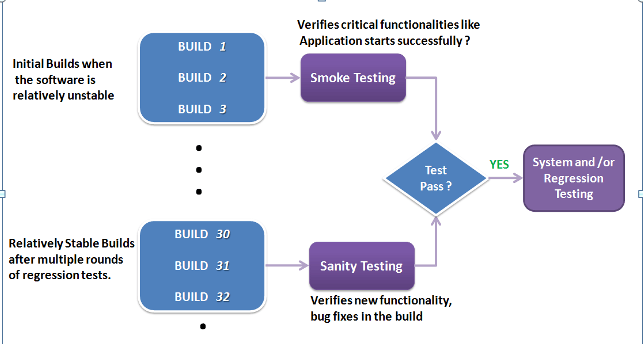 Verifies critical functionalities like
Application starts successfully ?
Initial Builds when
the software is
relatively unstable
BUILD 1
BUILD 2
BUILD 3
Smoke Testing
Test
Pass ?
YES
System and /or
Regression
Testing
Relatively Stable Builds
after multiple rounds
of regression tests.
BUILD 30
BUILD 31
BUILD 32
Sanity Testing
Verifies new functionality,
bug fixes in the build